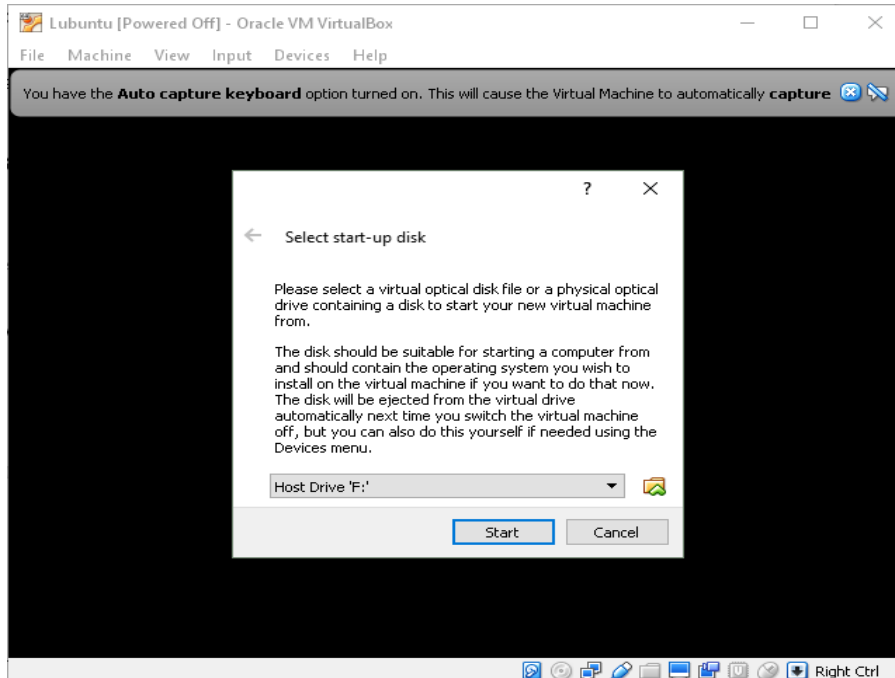 Lubuntu [Powered Off] - Oracle VM VirtualBox
File Machine View Input Devices Help
You have the Auto capture keyboard option turned on. This will cause the Virtual Machine to automatically capture
?
Select start-up disk
Please select a virtual optical disk file or a physical optical
drive containing a disk to start your new virtual machine
from.
The disk should be suitable for starting a computer from
and should contain the operating system you wish to
install on the virtual machine if you want to do that now.
The disk will be ejected from the virtual drive
automatically next time you switch the virtual machine
off, but you can also do this yourself if needed using the
Devices menu.
Host Drive 'F:'
Start Cancel
Right Ctrl